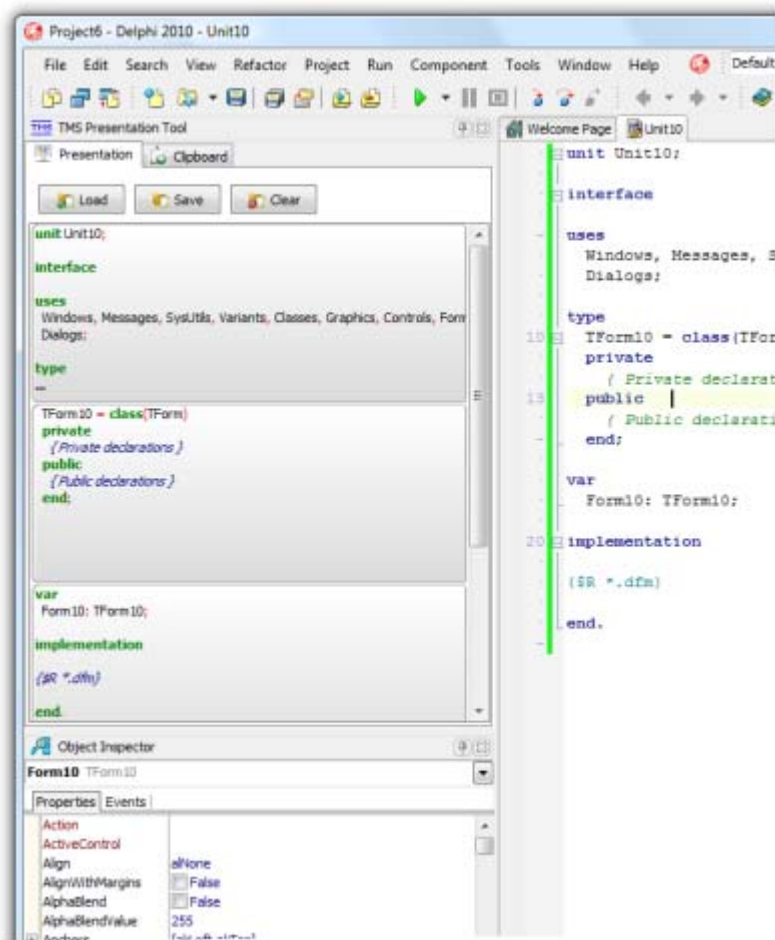 Project6 - Delphi 2010 - Unit10
File Edit Search View Refactor Project Run Component Tools Window Help Default
TMS Presentation Tool
Presentation Clipboard
Load Save Clear
unit Unit10;
interface
uses
Windows, Messages, SysUtils, Variants, Classes, Graphics, Controls, Form
Dialogs;
type
TForm10 = class(TForm)
private
{ Private declarations }
public
{ Public declarations }
end;
var
Form10: TForm10;
implementation
{$R *.dfm}
end.
Object Inspector
Form10 TForm10
Properties Events
Action
ActiveControl
Align alNone
AlignWithMargins False
AlphaBlend False
AlphaBlendValue 255
Anchors [akLeft,akTop]
Welcome Page Unit10
unit Unit10;
interface
uses
Windows, Messages, S
Dialogs;
type
10 TForm10 = class(TFor
private
{ Private declarat
13 public
{ Public declarati
end;
var
Form10: TForm10;
20 implementation
{$R *.dfm}
end.